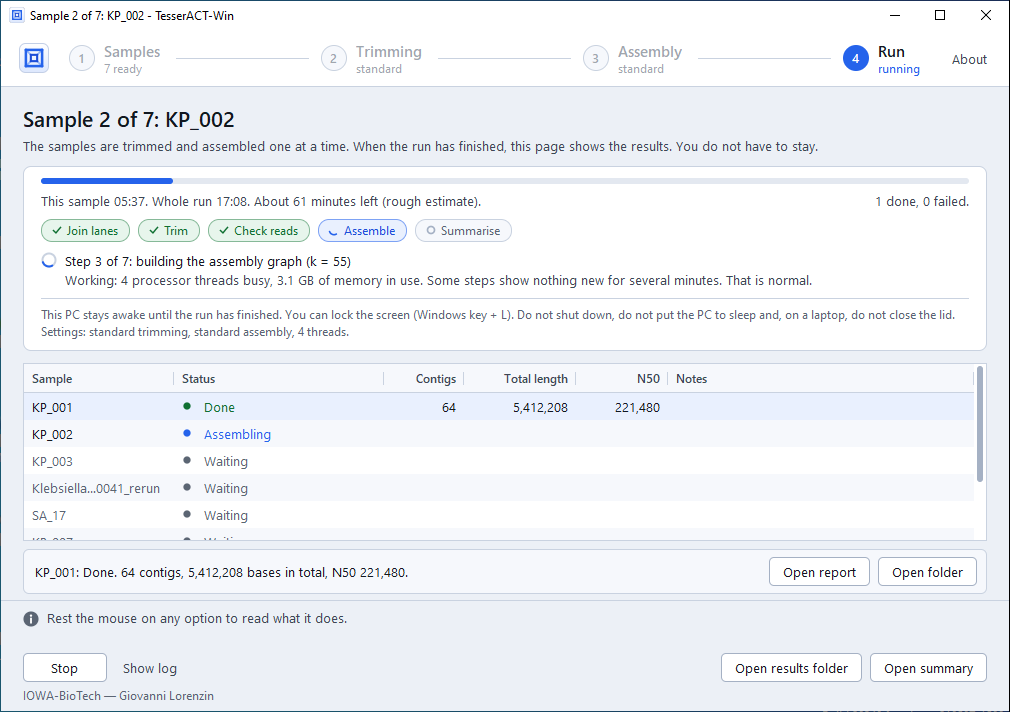 Sample 2 of 7: KP_002 - TesserACT-Win
1 Samples 7 ready
2 Trimming standard
3 Assembly standard
4 Run running
About
Sample 2 of 7: KP_002
The samples are trimmed and assembled one at a time. When the run has finished, this page shows the results. You do not have to stay.
This sample 05:37. Whole run 17:08. About 61 minutes left (rough estimate). 1 done, 0 failed.
Join lanes Trim Check reads Assemble Summarise
Step 3 of 7: building the assembly graph (k = 55)
Working: 4 processor threads busy, 3.1 GB of memory in use. Some steps show nothing new for several minutes. That is normal.
This PC stays awake until the run has finished. You can lock the screen (Windows key + L). Do not shut down, do not put the PC to sleep and, on a laptop, do not close the lid.
Settings: standard trimming, standard assembly, 4 threads.
Sample Status Contigs Total length N50 Notes
KP_001 Done 64 5,412,208 221,480
KP_002 Assembling
KP_003 Waiting
Klebsiella...0041_rerun Waiting
SA_17 Waiting
KP_001: Done. 64 contigs, 5,412,208 bases in total, N50 221,480. Open report Open folder
Rest the mouse on any option to read what it does.
Stop Show log Open results folder Open summary
IOWA-BioTech — Giovanni Lorenzin